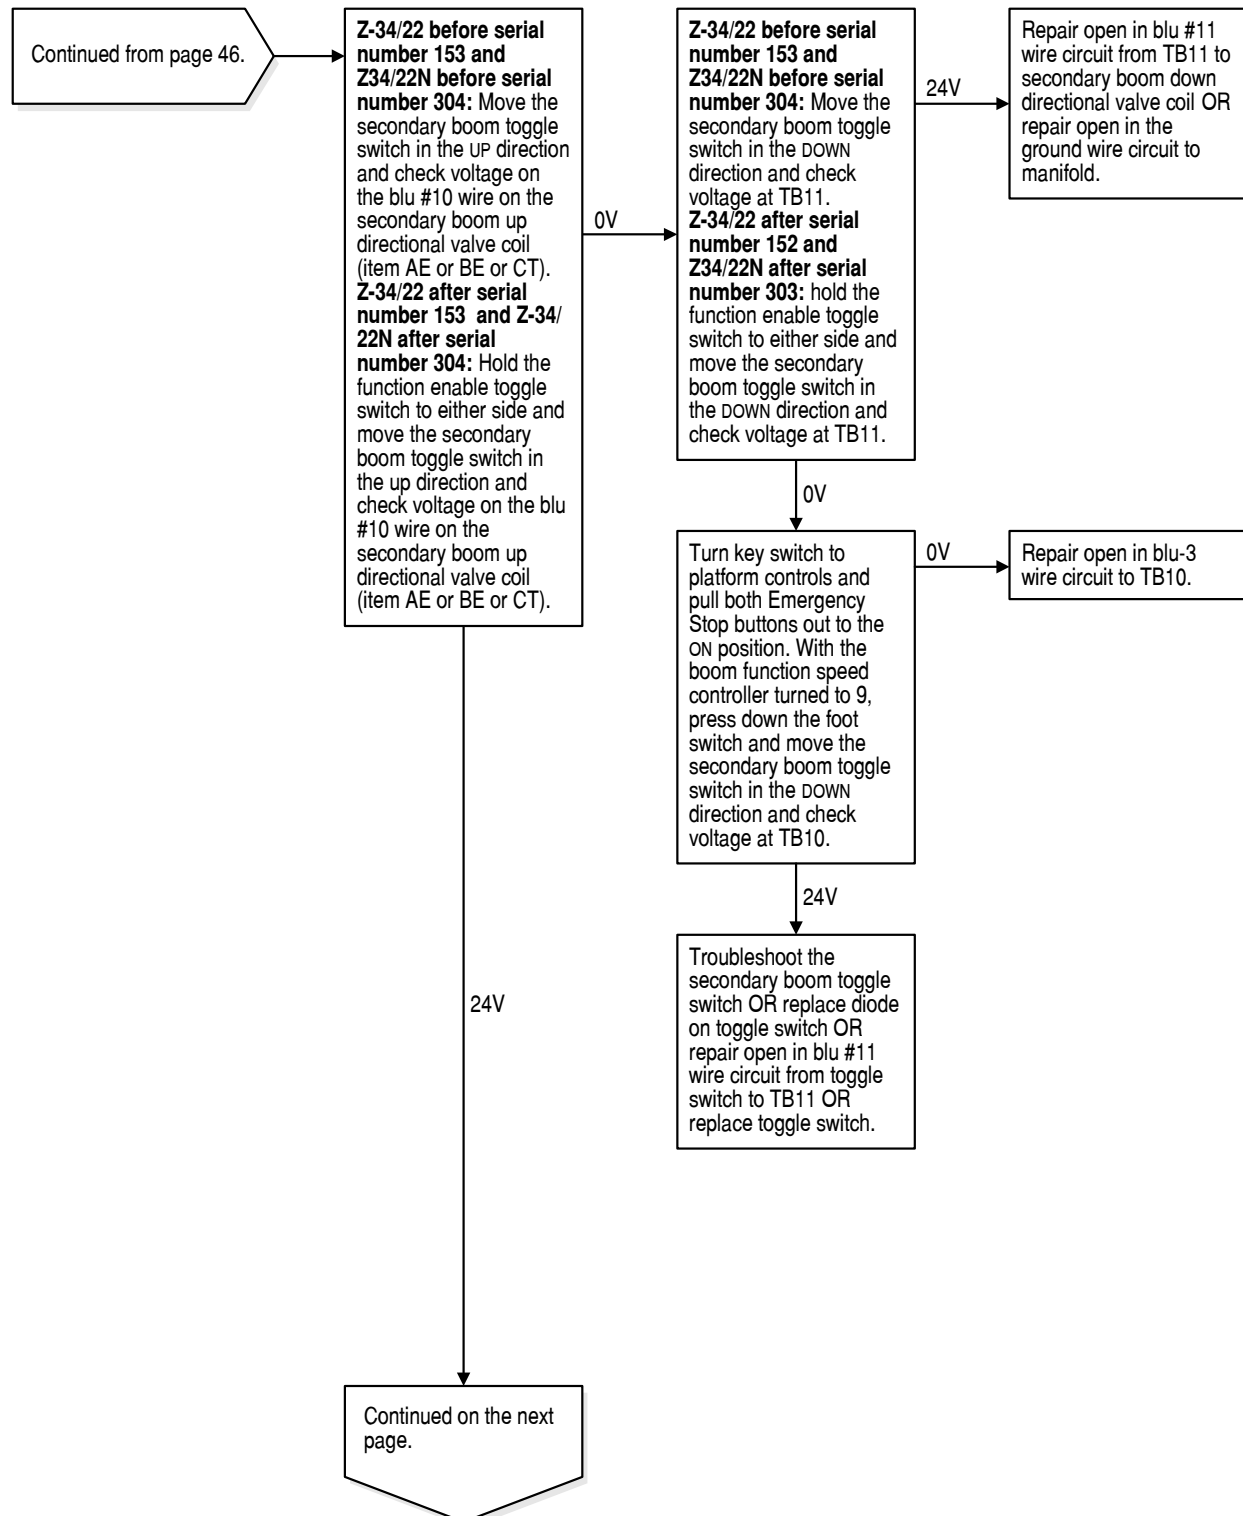 Continued from page 46.
Z-34/22 before serial
number 153 and
Z34/22N before serial
number 304: Move the
secondary boom toggle
switch in the UP direction
and check voltage on
the blu #10 wire on the
secondary boom up
directional valve coil
(item AE or BE or CT).
Z-34/22 after serial
number 153 and Z-34/
22N after serial
number 304: Hold the
function enable toggle
switch to either side and
move the secondary
boom toggle switch in
the up direction and
check voltage on the blu
#10 wire on the
secondary boom up
directional valve coil
(item AE or BE or CT).
0V
Z-34/22 before serial
number 153 and
Z34/22N before serial
number 304: Move the
secondary boom toggle
switch in the DOWN
direction and check
voltage at TB11.
Z-34/22 after serial
number 152 and
Z34/22N after serial
number 303: hold the
function enable toggle
switch to either side and
move the secondary
boom toggle switch in
the DOWN direction and
check voltage at TB11.
24V
Repair open in blu #11
wire circuit from TB11 to
secondary boom down
directional valve coil OR
repair open in the
ground wire circuit to
manifold.
0V
Turn key switch to
platform controls and
pull both Emergency
Stop buttons out to the
ON position. With the
boom function speed
controller turned to 9,
press down the foot
switch and move the
secondary boom toggle
switch in the DOWN
direction and check
voltage at TB10.
0V
Repair open in blu-3
wire circuit to TB10.
24V
Troubleshoot the
secondary boom toggle
switch OR replace diode
on toggle switch OR
repair open in blu #11
wire circuit from toggle
switch to TB11 OR
replace toggle switch.
24V
Continued on the next
page.